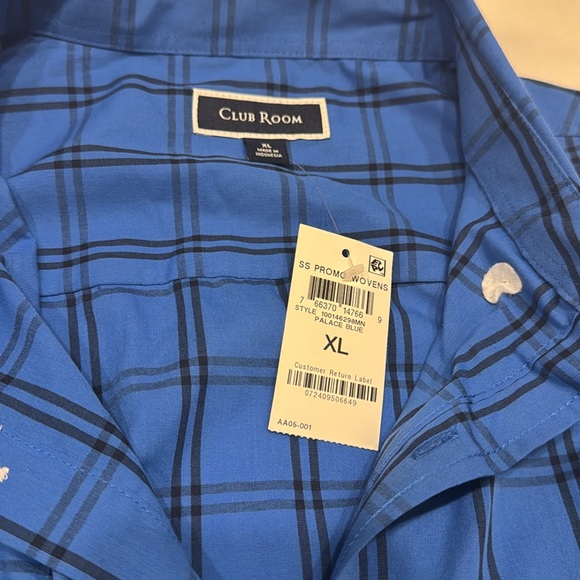 CLUB ROOM
XL
MADE IN
INDONESIA
SS PROMO WOVENS
7 66370 14766 9
STYLE 100146298MN
PALACE BLUE
XL
Customer Return Label
072409506649
AA05-001